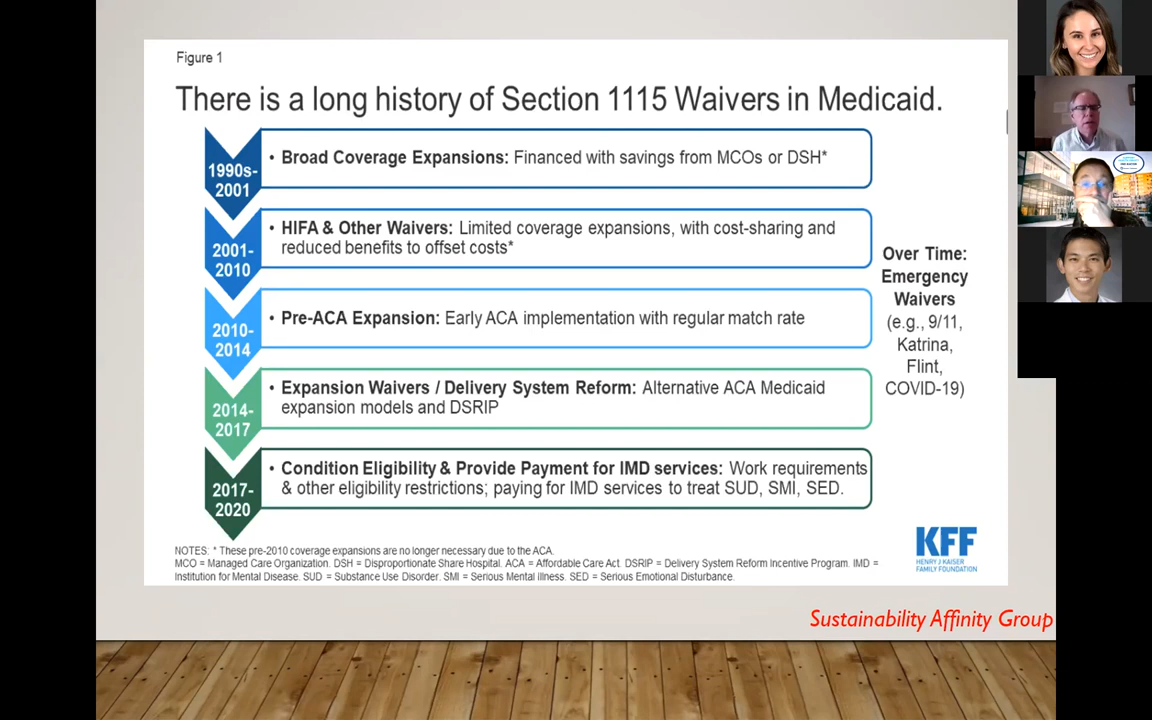 Figure 1
There is a long history of Section 1115 Waivers in Medicaid.
1990s-
2001
• Broad Coverage Expansions: Financed with savings from MCOs or DSH*
2001-
2010
• HIFA & Other Waivers: Limited coverage expansions, with cost-sharing and
reduced benefits to offset costs*
2010-
2014
• Pre-ACA Expansion: Early ACA implementation with regular match rate
2014-
2017
• Expansion Waivers / Delivery System Reform: Alternative ACA Medicaid
expansion models and DSRIP
2017-
2020
• Condition Eligibility & Provide Payment for IMD services: Work requirements
& other eligibility restrictions; paying for IMD services to treat SUD, SMI, SED.
Over Time:
Emergency
Waivers
(e.g., 9/11,
Katrina,
Flint,
COVID-19)
NOTES: * These pre-2010 coverage expansions are no longer necessary due to the ACA.
MCO = Managed Care Organization. DSH = Disproportionate Share Hospital. ACA = Affordable Care Act. DSRIP = Delivery System Reform Incentive Program. IMD =
Institution for Mental Disease. SUD = Substance Use Disorder. SMI = Serious Mental Illness. SED = Serious Emotional Disturbance.
KFF
HENRY J KAISER
FAMILY FOUNDATION
Sustainability Affinity Group